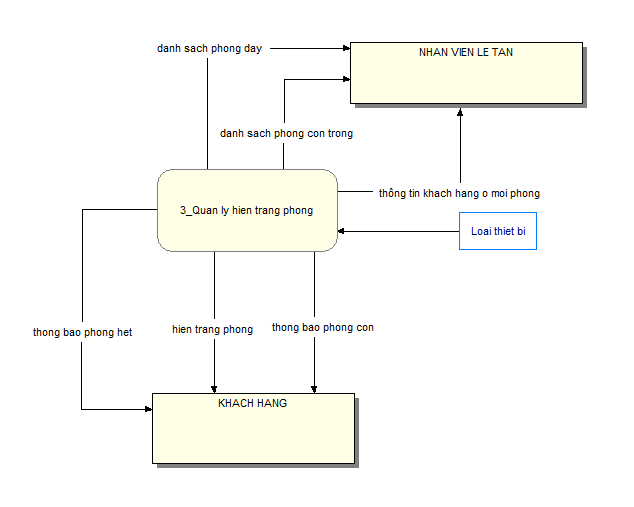 danh sach phong day
NHAN VIEN LE TAN
danh sach phong con trong
thông tin khach hang o moi phong
3_Quan ly hien trang phong
Loai thiet bi
thong bao phong het
hien trang phong
thong bao phong con
KHACH HANG